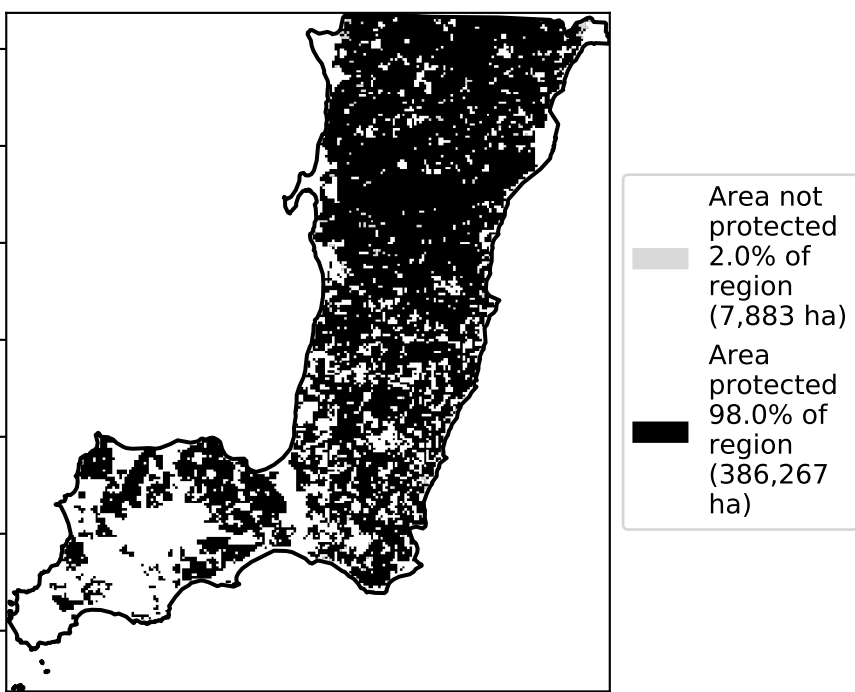 Area not
protected
2.0% of
region
(7,883 ha)
Area
protected
98.0% of
region
(386,267
ha)